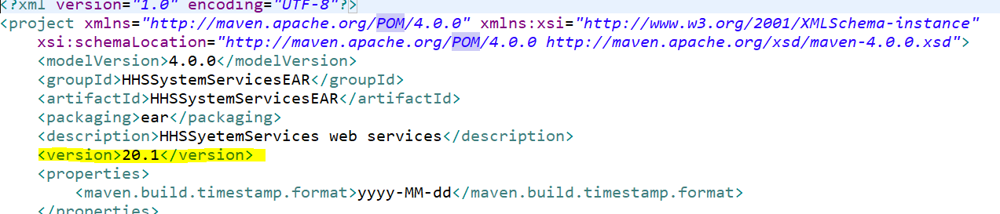 <?xml version="1.0" encoding="UTF-8"?>
<project xmlns="http://maven.apache.org/POM/4.0.0" xmlns:xsi="http://www.w3.org/2001/XMLSchema-instance"
xsi:schemaLocation="http://maven.apache.org/POM/4.0.0 http://maven.apache.org/xsd/maven-4.0.0.xsd">
<modelVersion>4.0.0</modelVersion>
<groupId>HHSSystemServicesEAR</groupId>
<artifactId>HHSSystemServicesEAR</artifactId>
<packaging>ear</packaging>
<description>HHSSyetemServices web services</description>
<version>20.1</version>
<properties>
<maven.build.timestamp.format>yyyy-MM-dd</maven.build.timestamp.format>
</properties>